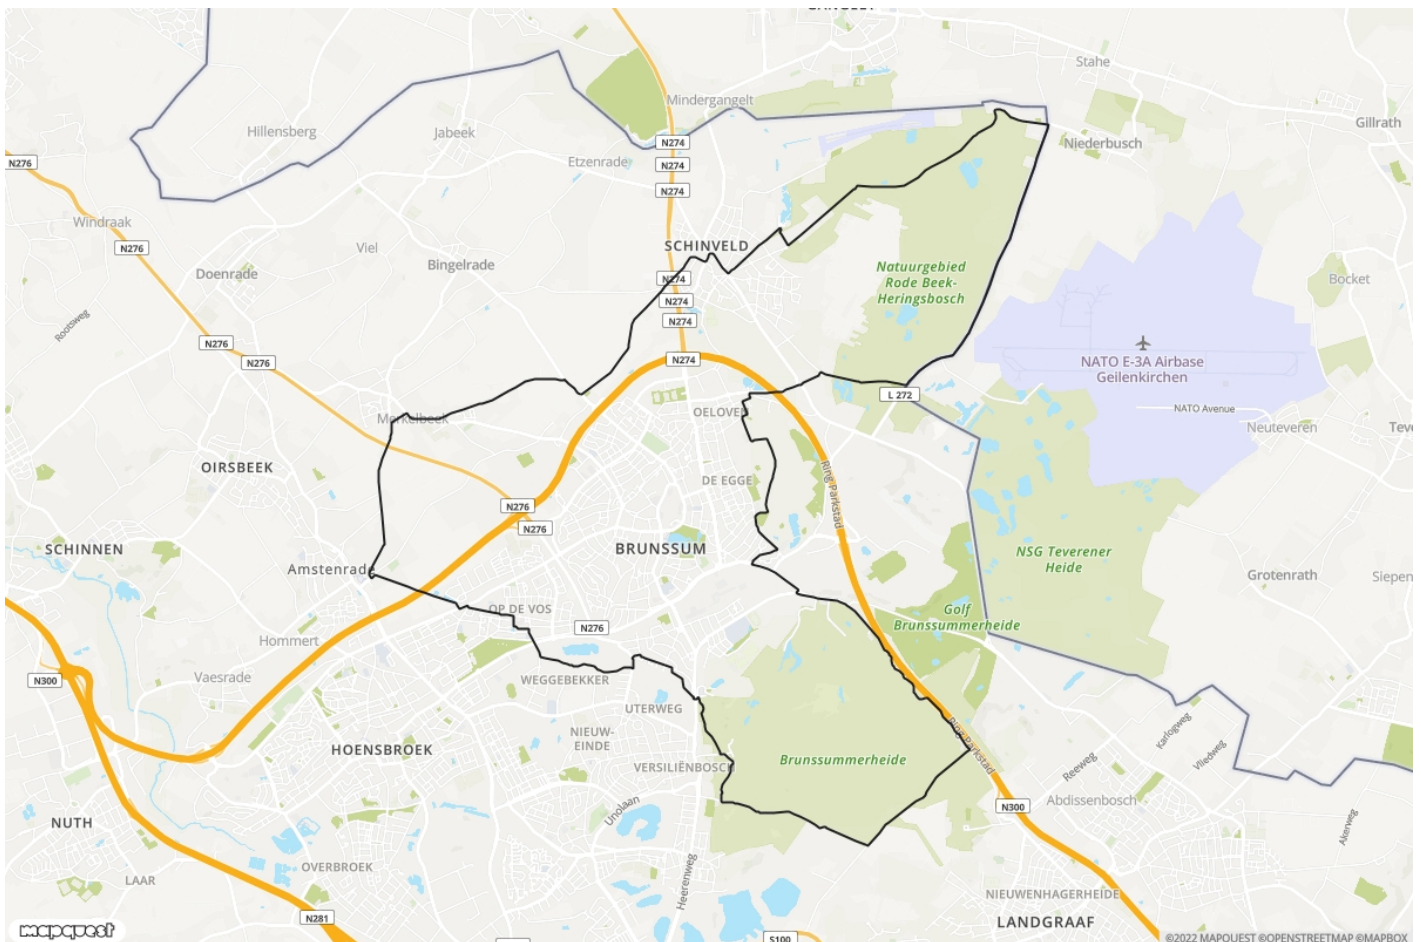 Stahe
Mindergangelt
Gillrath
Hillensberg
Jabeek
Niederbusch
N274
Etzenrade
N276
N274
N274
Windraak
SCHINVELD
N276
Viel
Bingelrade
Doenrade
Natuurgebied
Rode Beek-
Heringsbosch
Bocket
N274
N274
Rootsweg
N274
N276
N276
N274
NATO E-3A Airbase
Geilenkirchen
L 272
NATO Avenue
OELOVEN
Merkelbeek
Neuteveren
Teve
OIRSBEEK
DE EGGE
Ring Parkstad
N276
N276
SCHINNEN
BRUNSSUM
NSG Teverener
Heide
Amstenrade
Grotenrath
Siepen
OP DE VOS
Golf
Brunssummerheide
N276
Hommert
Vaesrade
N300
WEGGEBEKKER
UTERWEG
Karlogweg
Ring Parkstad
NIEUW-
EINDE
HOENSBROEK
Vliedweg
Brunssummerheide
VERSILIËNBOSCH
Reeweg
Abdissenbosch
Unolaan
N300
NUTH
Akerweg
OVERBROEK
Heerenweg
LAAR
NIEUWENHAGERHEIDE
N281
LANDGRAAF
mapquest
S100
©2022 MAPQUEST ©OPENSTREETMAP ©MAPBOX